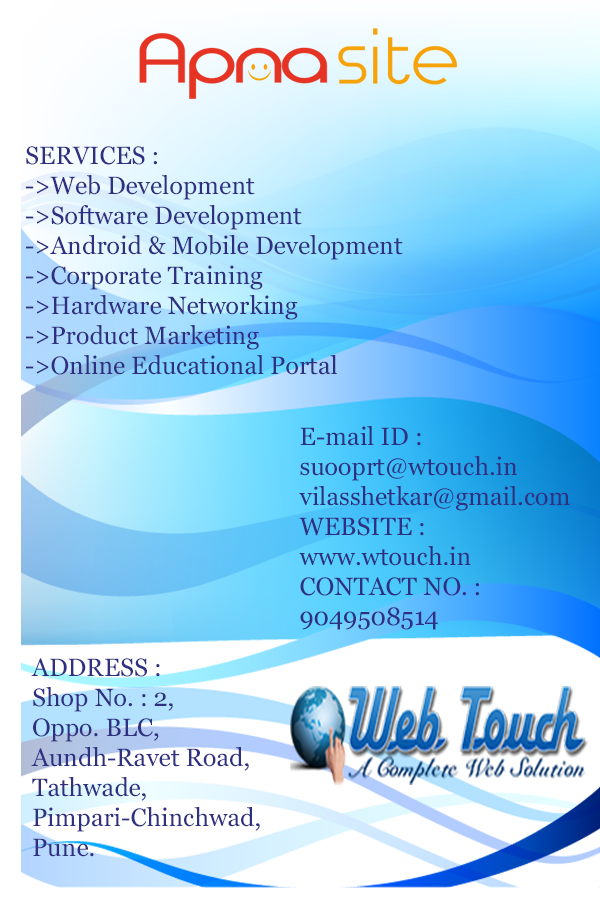 Apna site
SERVICES :
->Web Development
->Software Development
->Android & Mobile Development
->Corporate Training
->Hardware Networking
->Product Marketing
->Online Educational Portal
E-mail ID :
suooprt@wtouch.in
vilasshetkar@gmail.com
WEBSITE :
www.wtouch.in
CONTACT NO. :
9049508514
ADDRESS :
Shop No. : 2,
Oppo. BLC,
Aundh-Ravet Road,
Tathwade,
Pimpari-Chinchwad,
Pune.
Web Touch
A Complete Web Solution